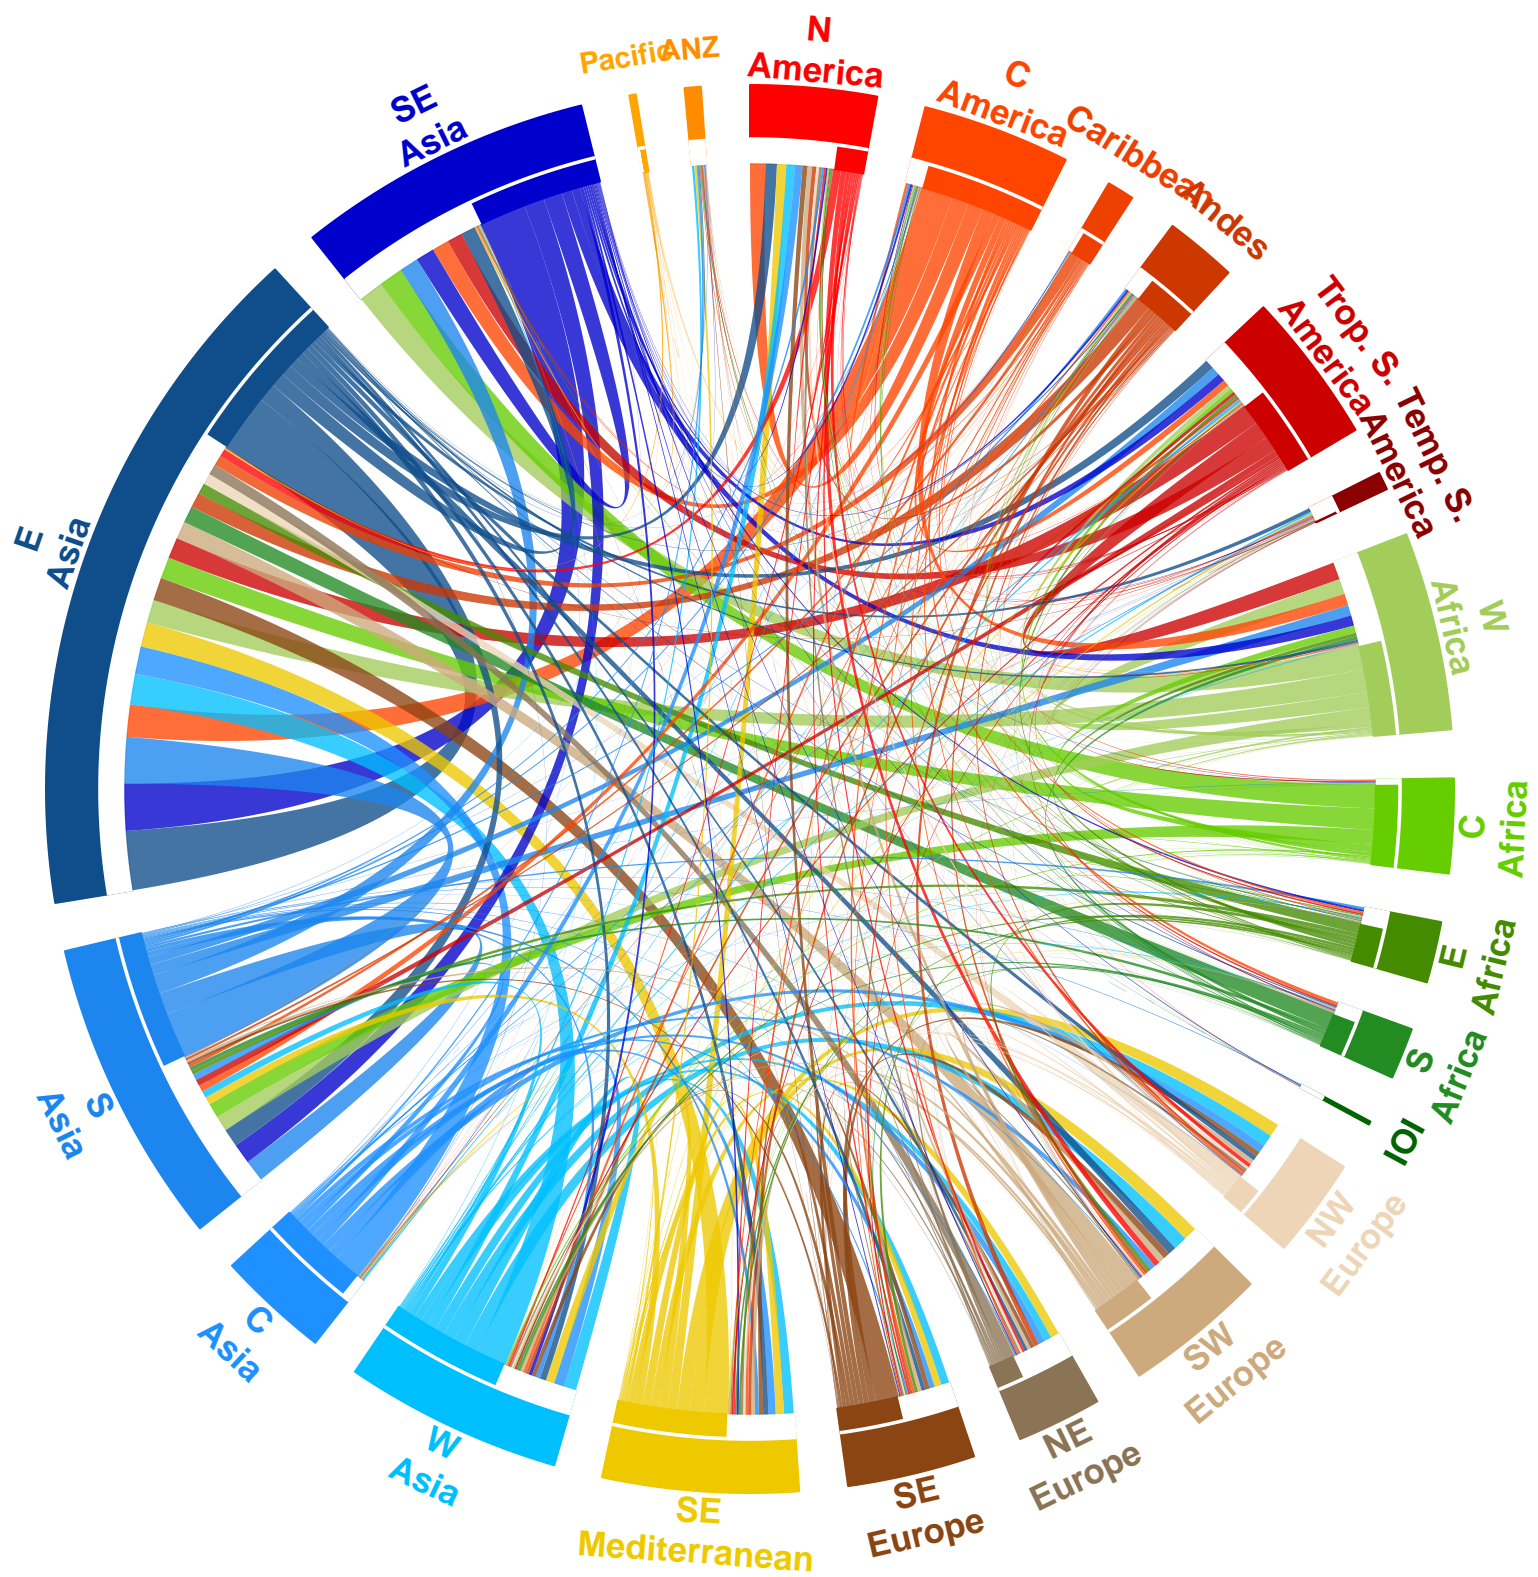 Pacific
ANZ
N
America
C
America
Caribbean
Andes
Trop. S.
America
Temp. S.
America
W
Africa
C
Africa
E
Africa
S
Africa
IOI
NW
Europe
SW
Europe
NE
Europe
SE
Europe
SE
Mediterranean
W
Asia
C
Asia
S
Asia
E
Asia
SE
Asia